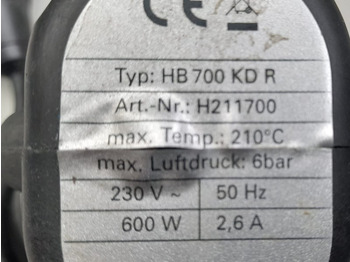 CE
Typ: HB 700 KD R
Art.-Nr.: H211700
max. Temp.: 210°C
max. Luftdruck: 6bar
230 V ~ 50 Hz
600 W 2,6 A